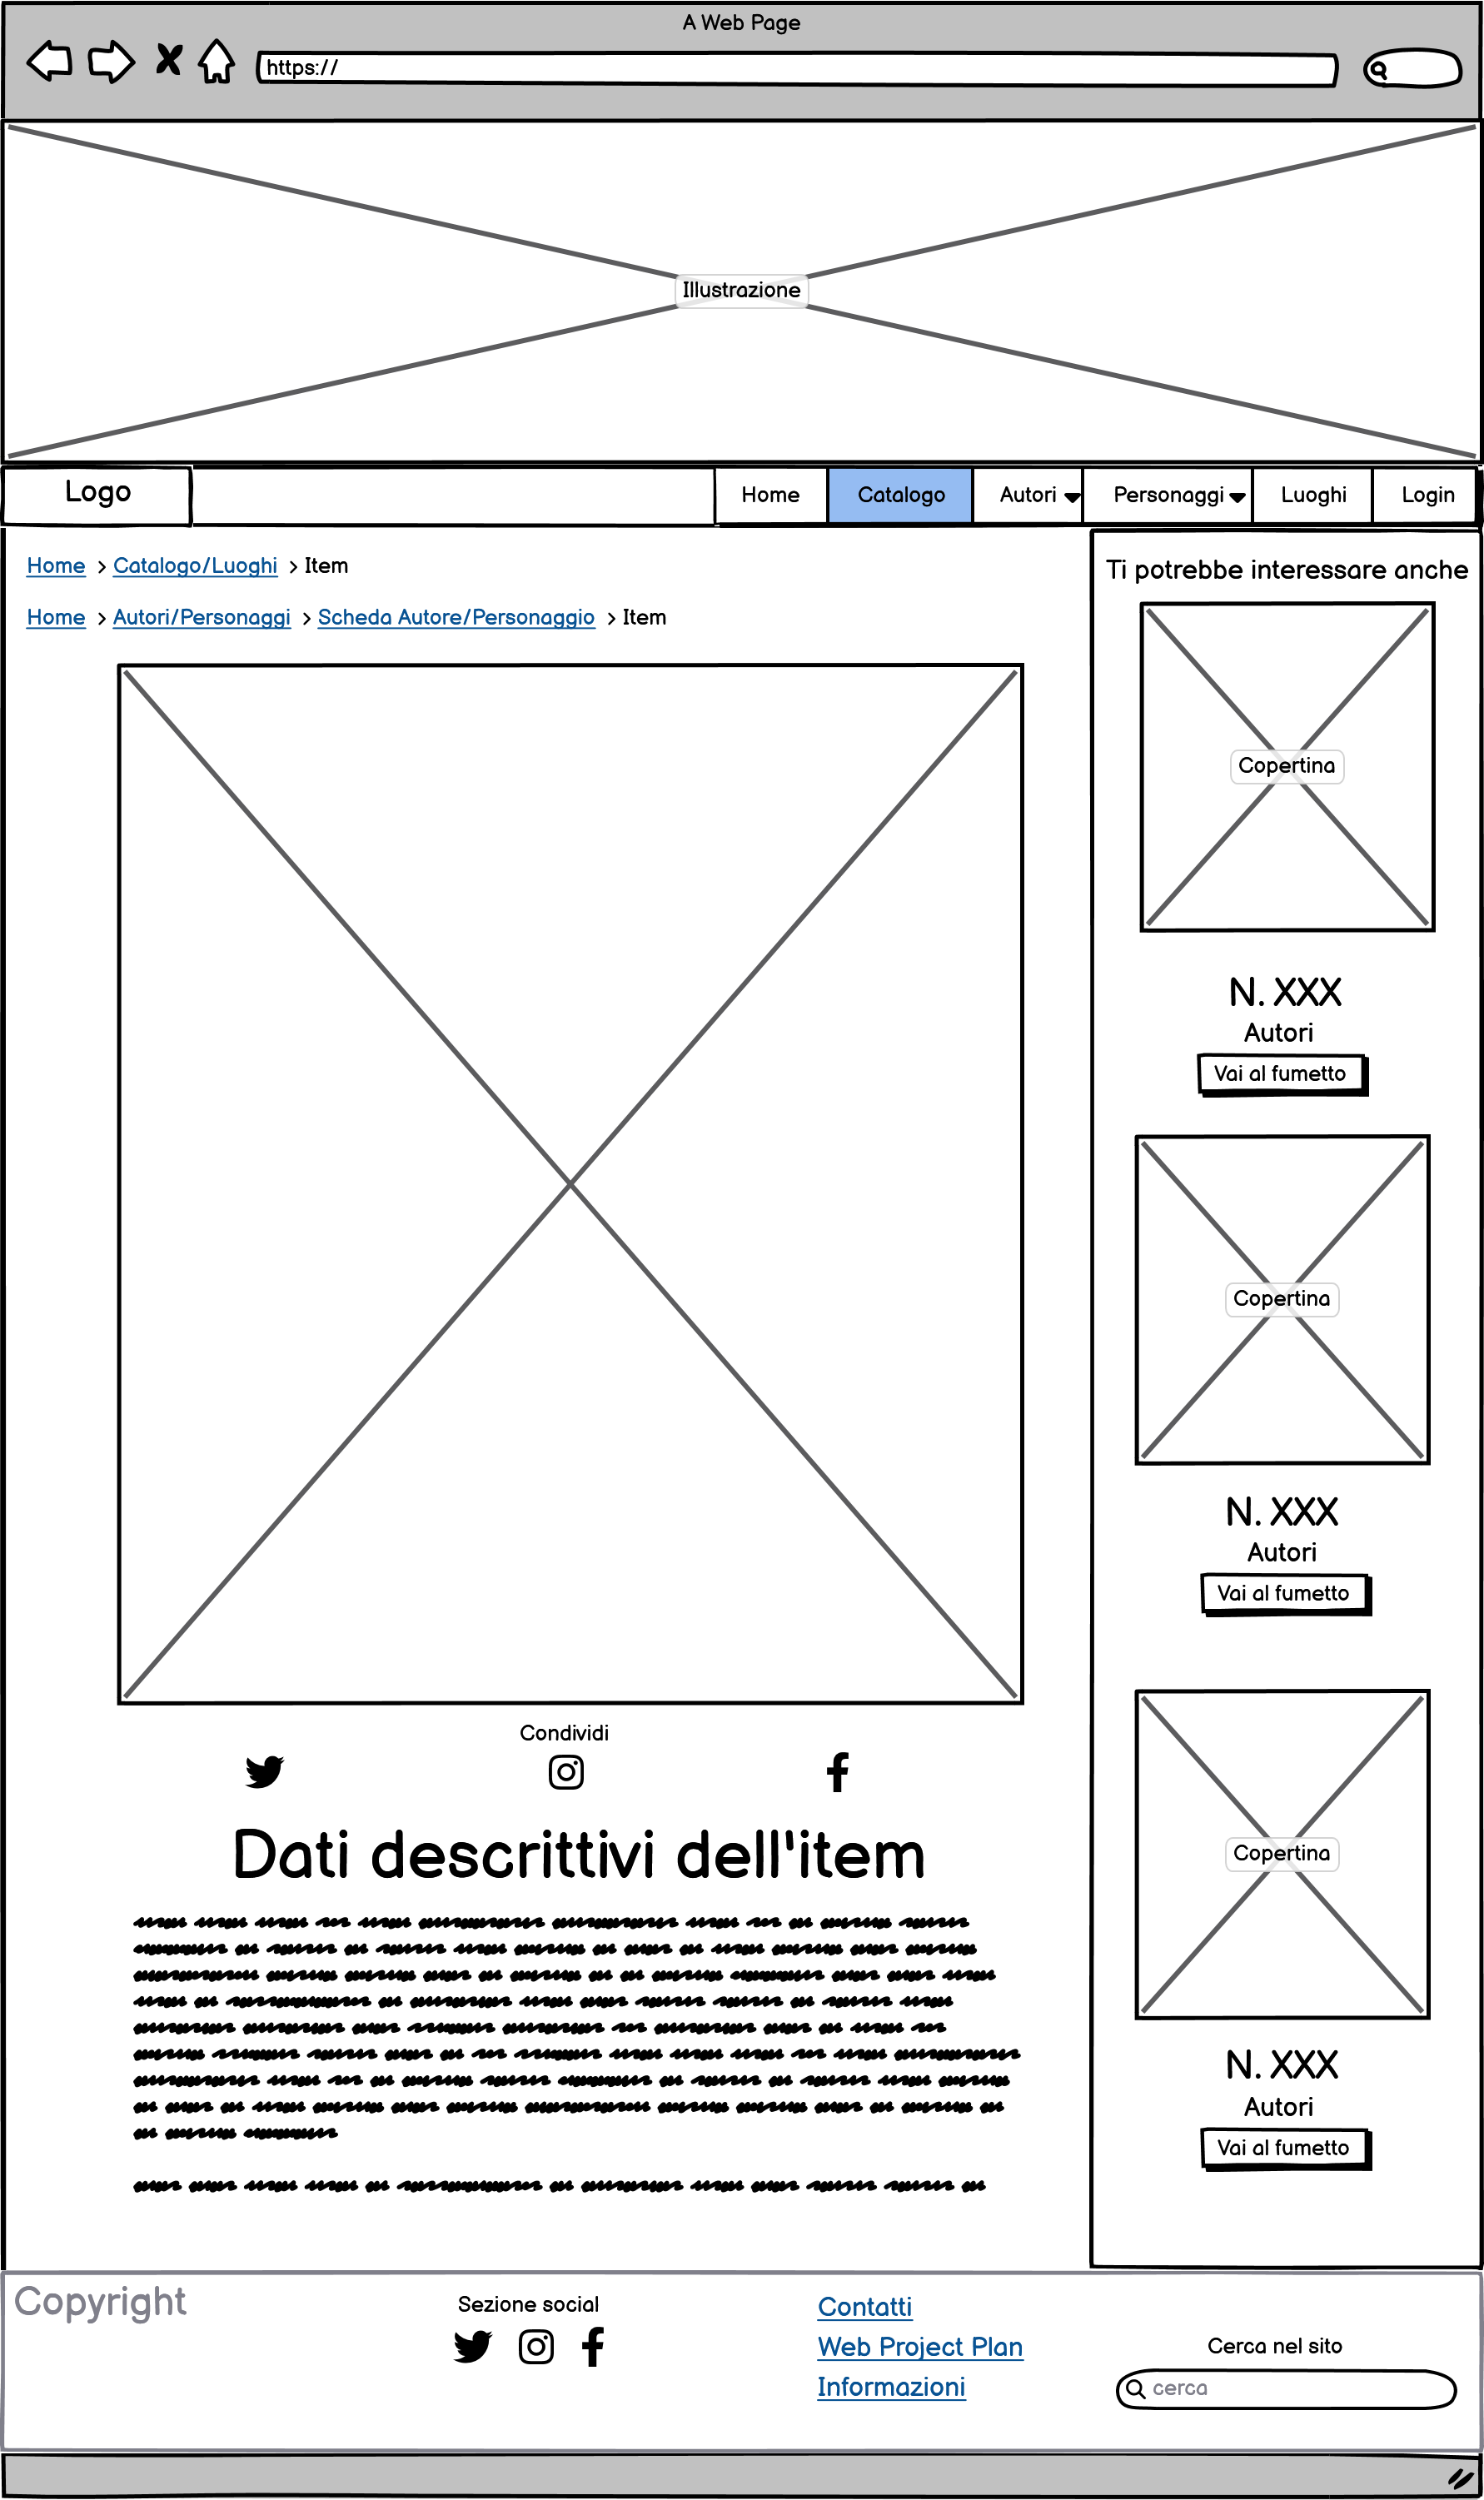 A Web Page
https://
Illustrazione
Logo
Home Catalogo Autori Personaggi Luoghi Login
Home > Catalogo/Luoghi > Item
Home > Autori/Personaggi > Scheda Autore/Personaggio > Item
Condividi
Dati descrittivi dell'item
Ti potrebbe interessare anche
Copertina
N. XXX
Autori
Vai al fumetto
Copertina
N. XXX
Autori
Vai al fumetto
Copertina
N. XXX
Autori
Vai al fumetto
Copyright
Sezione social
Contatti
Web Project Plan
Informazioni
Cerca nel sito
cerca